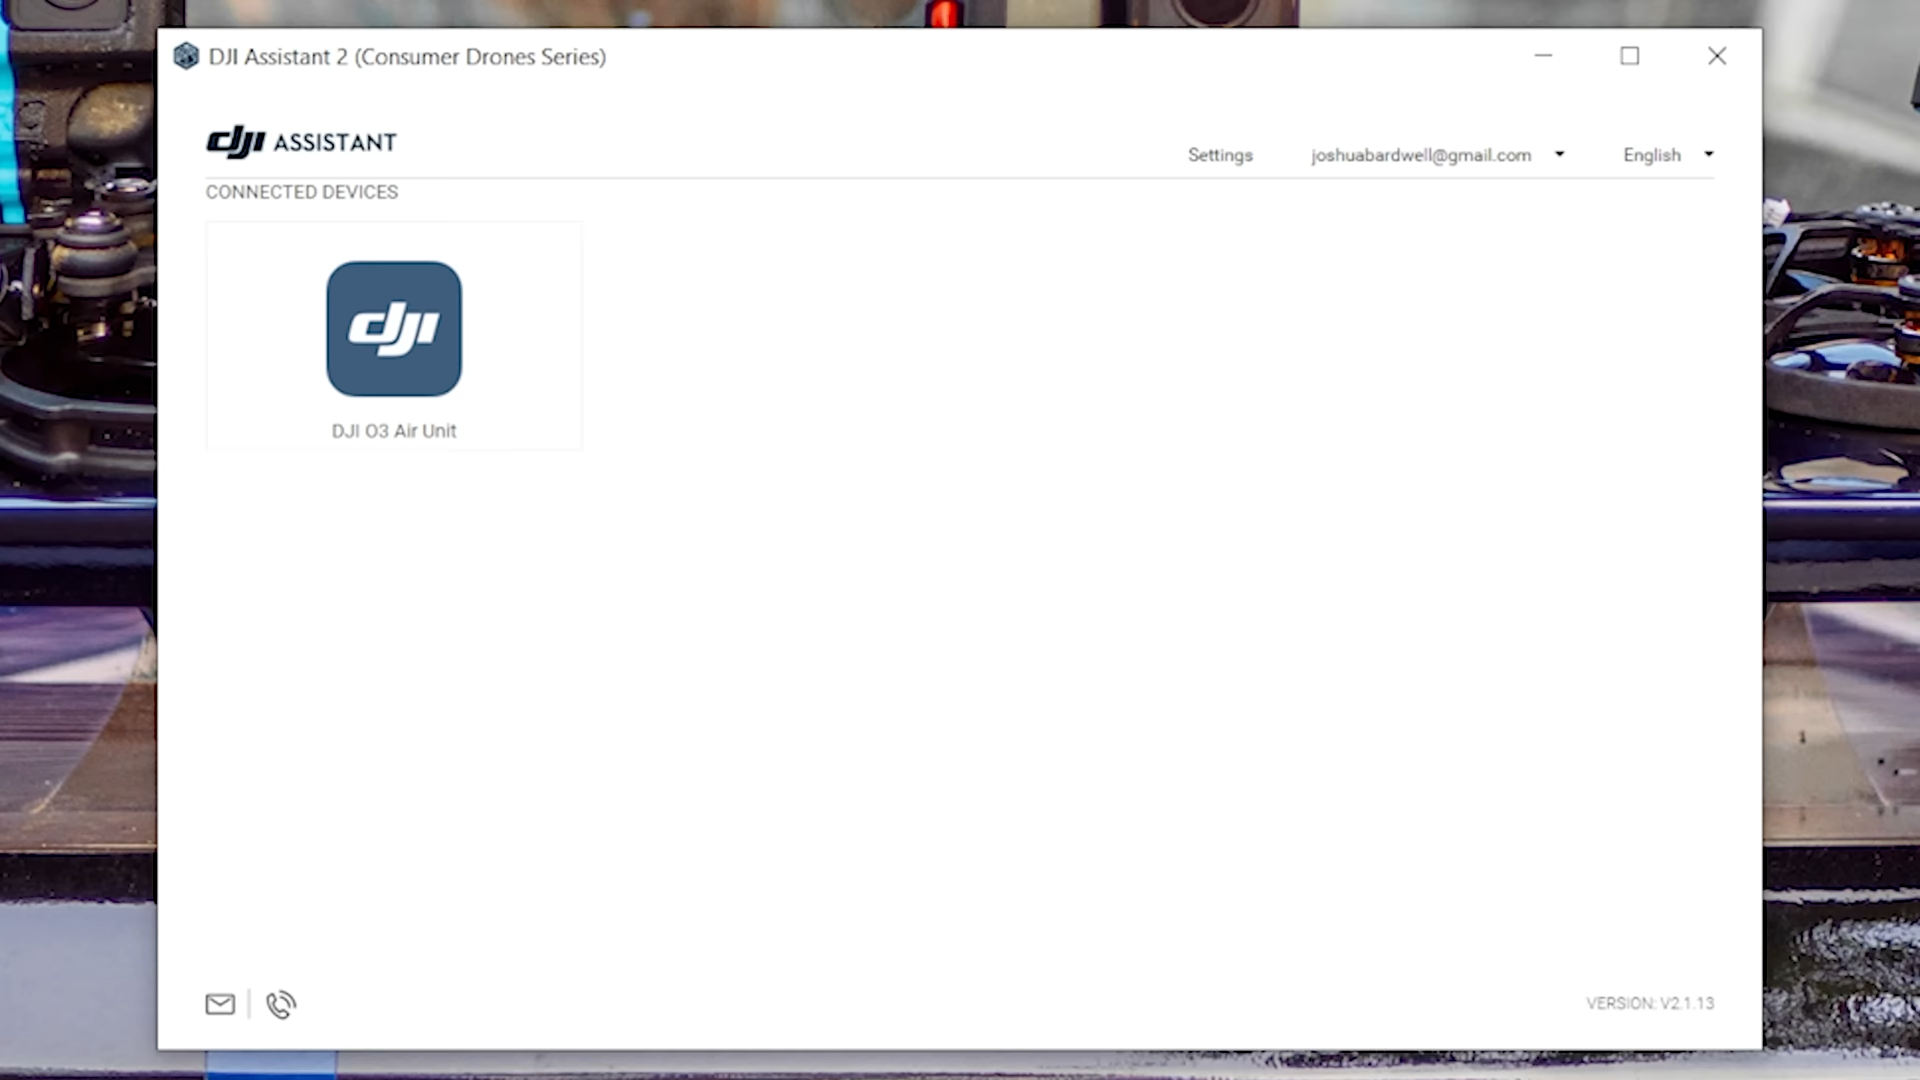 DJI Assistant 2 (Consumer Drones Series)
dji ASSISTANT
Settings joshuabardwell@gmail.com English
CONNECTED DEVICES
dji
DJI O3 Air Unit
VERSION: V2.1.13